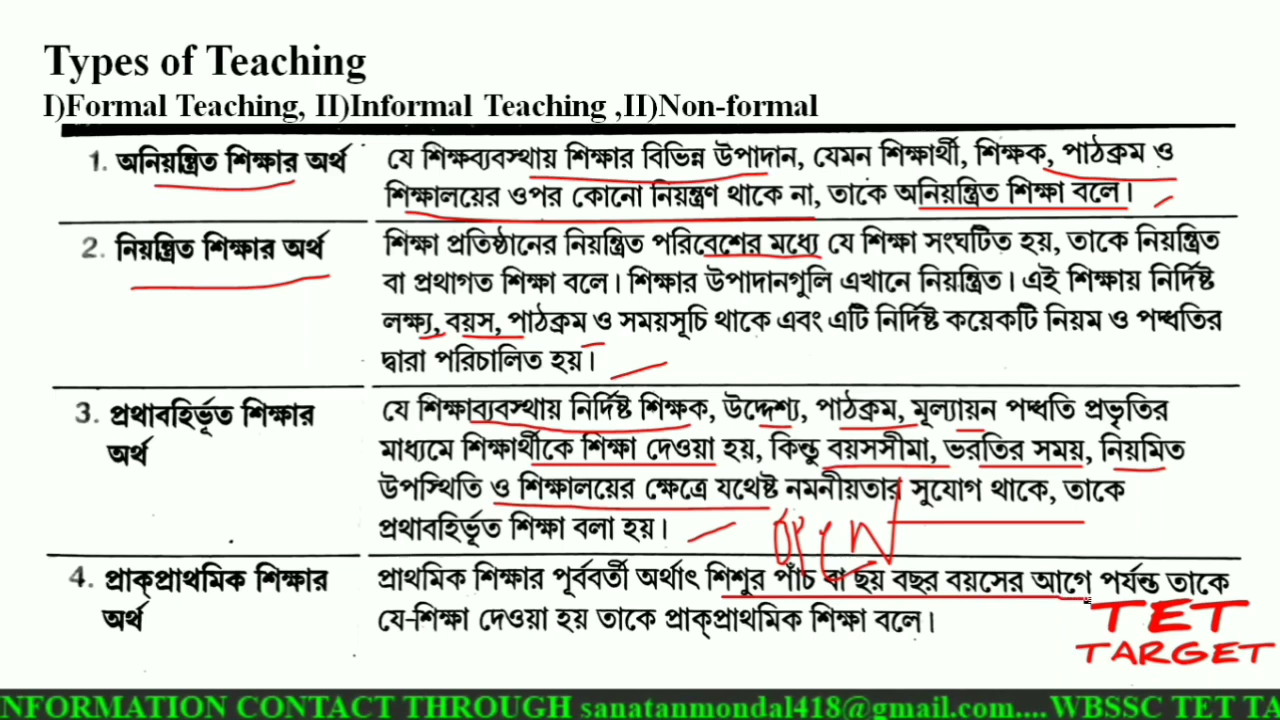 Types of Teaching
I)Formal Teaching, II)Informal Teaching ,II)Non-formal
1. অনিয়ন্ত্রিত শিক্ষার অর্থ
যে শিক্ষব্যবস্থায় শিক্ষার বিভিন্ন উপাদান, যেমন শিক্ষার্থী, শিক্ষক, পাঠক্রম ও
শিক্ষালয়ের ওপর কোনো নিয়ন্ত্রণ থাকে না, তাকে অনিয়ন্ত্রিত শিক্ষা বলে।
2. নিয়ন্ত্রিত শিক্ষার অর্থ
শিক্ষা প্রতিষ্ঠানের নিয়ন্ত্রিত পরিবেশের মধ্যে যে শিক্ষা সংঘটিত হয়, তাকে নিয়ন্ত্রিত
বা প্রথাগত শিক্ষা বলে। শিক্ষার উপাদানগুলি এখানে নিয়ন্ত্রিত। এই শিক্ষায় নির্দিষ্ট
লক্ষ্য, বয়স, পাঠক্রম ও সময়সূচি থাকে এবং এটি নির্দিষ্ট কয়েকটি নিয়ম ও পদ্ধতির
দ্বারা পরিচালিত হয়।
3. প্রথাবহির্ভূত শিক্ষার
অর্থ
যে শিক্ষাব্যবস্থায় নির্দিষ্ট শিক্ষক, উদ্দেশ্য, পাঠক্রম, মূল্যায়ন পদ্ধতি প্রভৃতির
মাধ্যমে শিক্ষার্থীকে শিক্ষা দেওয়া হয়, কিন্তু বয়সসীমা, ভরতির সময়, নিয়মিত
উপস্থিতি ও শিক্ষালয়ের ক্ষেত্রে যথেষ্ট নমনীয়তার সুযোগ থাকে, তাকে
প্রথাবহির্ভূত শিক্ষা বলা হয়।
OPEN
4. প্রাক্‌প্রাথমিক শিক্ষার
অর্থ
প্রাথমিক শিক্ষার পূর্ববর্তী অর্থাৎ শিশুর পাঁচ বা ছয় বছর বয়সের আগে পর্যন্ত তাকে
যে-শিক্ষা দেওয়া হয় তাকে প্রাক্‌প্রাথমিক শিক্ষা বলে।
TET
TARGET
NFORMATION CONTACT THROUGH sanatanmondal418@gmail.com.... WBSSC TET TA